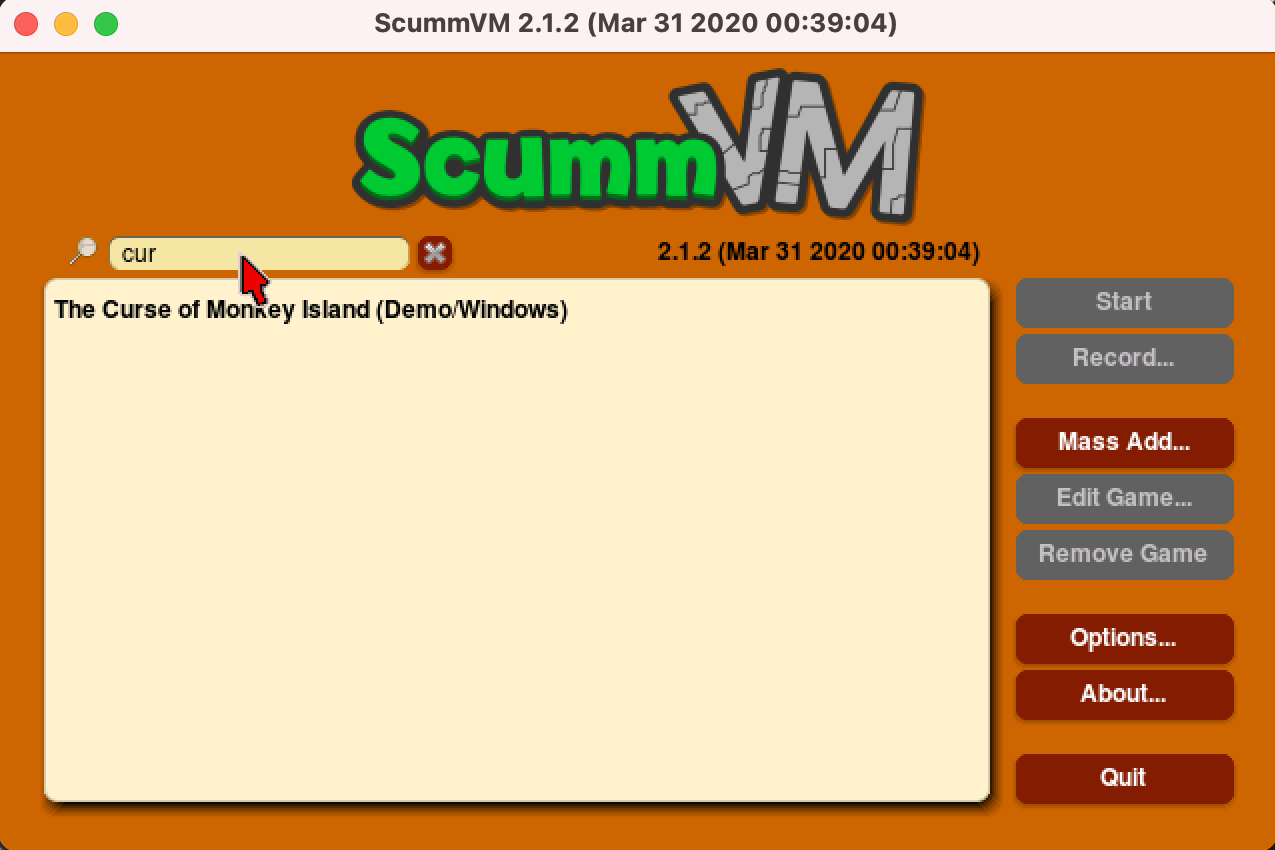 ScummVM 2.1.2 (Mar 31 2020 00:39:04)
ScummVM
cur
2.1.2 (Mar 31 2020 00:39:04)
The Curse of Monkey Island (Demo/Windows)
Start
Record...
Mass Add...
Edit Game...
Remove Game
Options...
About...
Quit